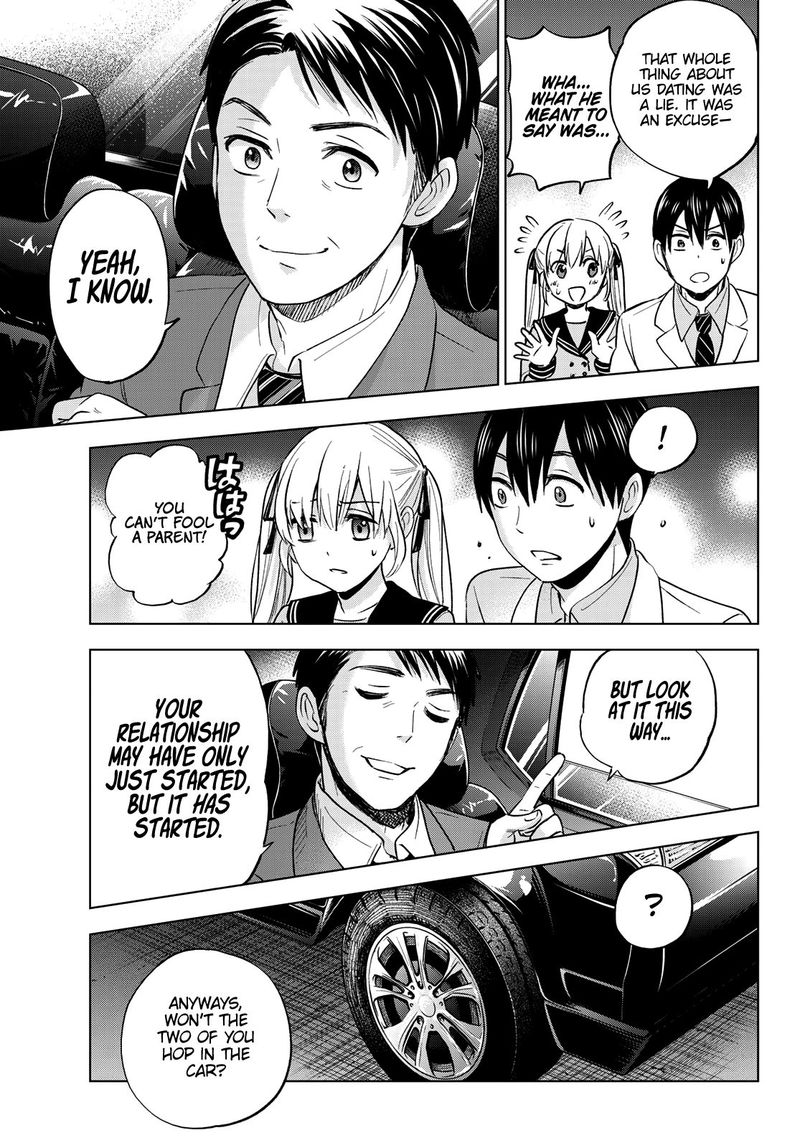 THAT WHOLE
THING ABOUT
US DATING WAS
A LIE. IT WAS
AN EXCUSE—
WHA...
WHAT HE
MEANT TO
SAY WAS...
YEAH,
I KNOW.
!
はは
はっ
YOU
CAN'T FOOL
A PARENT!
BUT LOOK
AT IT THIS
WAY...
YOUR
RELATIONSHIP
MAY HAVE ONLY
JUST STARTED,
BUT IT HAS
STARTED.
?
ANYWAYS,
WON'T THE
TWO OF YOU
HOP IN THE
CAR?